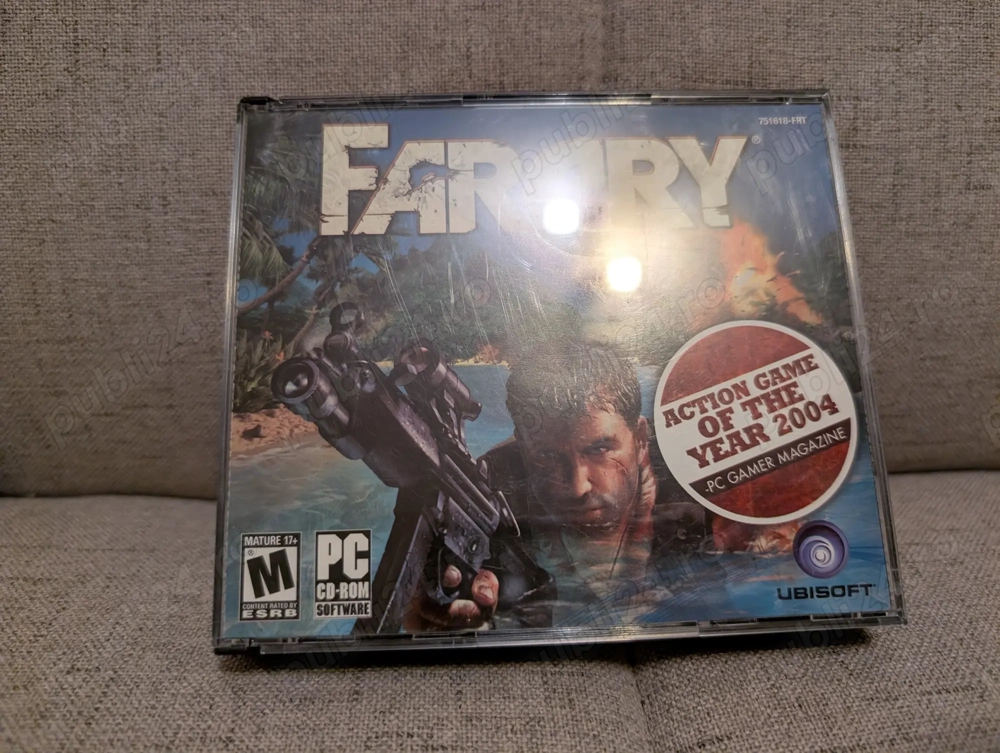 751618-FRY
FARCRY
ACTION GAME
OF THE
YEAR 2004
-PC GAMER MAGAZINE
MATURE 17+
M
CONTENT RATED BY
ESRB
PC
CD-ROM
SOFTWARE
UBISOFT